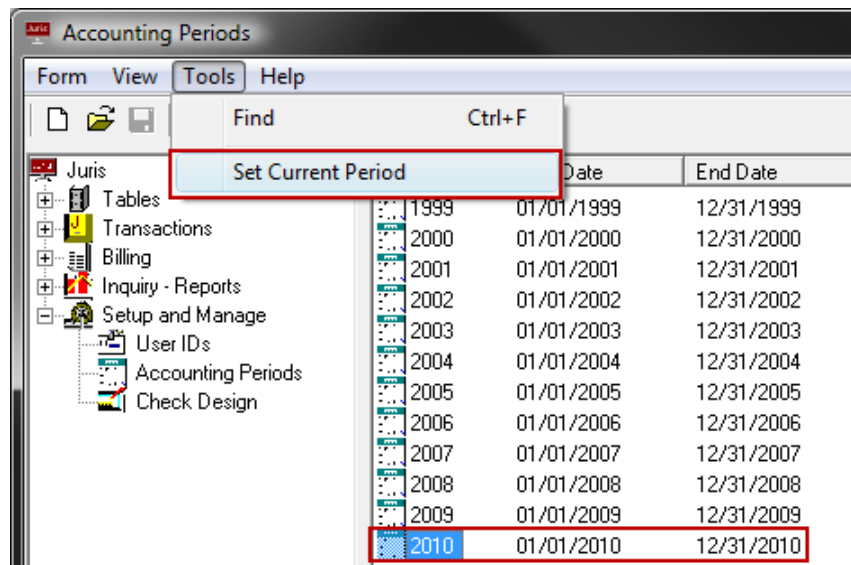 Juris Accounting Periods
Form View Tools Help
Find Ctrl+F
Set Current Period
Juris
Tables
Transactions
Billing
Inquiry - Reports
Setup and Manage
User IDs
Accounting Periods
Check Design
Date End Date
1999 01/01/1999 12/31/1999
2000 01/01/2000 12/31/2000
2001 01/01/2001 12/31/2001
2002 01/01/2002 12/31/2002
2003 01/01/2003 12/31/2003
2004 01/01/2004 12/31/2004
2005 01/01/2005 12/31/2005
2006 01/01/2006 12/31/2006
2007 01/01/2007 12/31/2007
2008 01/01/2008 12/31/2008
2009 01/01/2009 12/31/2009
2010 01/01/2010 12/31/2010